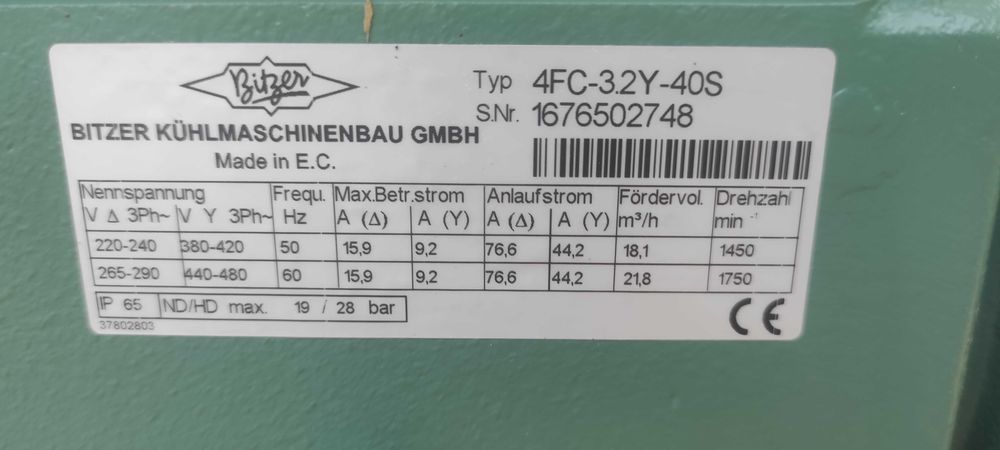 Bitzer
BITZER KÜHLMASCHINENBAU GMBH
Made in E.C.
Typ 4FC-3.2Y-40S
S.Nr. 1676502748
Nennspannung Frequ. Max.Betr.strom Anlaufstrom Fördervol. Drehzahl
V Δ 3Ph~ V Y 3Ph~ Hz A (Δ) A (Y) A (Δ) A (Y) m³/h min -1
220-240 380-420 50 15,9 9,2 76,6 44,2 18,1 1450
265-290 440-480 60 15,9 9,2 76,6 44,2 21,8 1750
IP 65 ND/HD max. 19 / 28 bar
37802803
CE